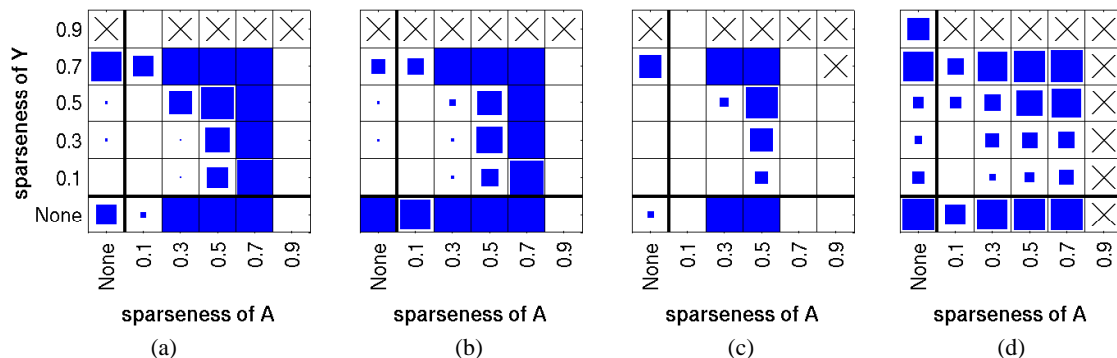 sparseness of Y
0.9
0.7
0.5
0.3
0.1
None
None 0.1 0.3 0.5 0.7 0.9
sparseness of A
(a)
None 0.1 0.3 0.5 0.7 0.9
sparseness of A
(b)
None 0.1 0.3 0.5 0.7 0.9
sparseness of A
(c)
None 0.1 0.3 0.5 0.7 0.9
sparseness of A
(d)